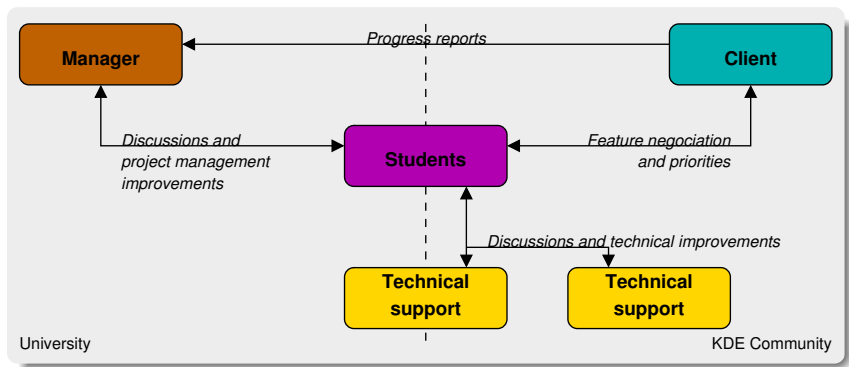 Progress reports
Manager
Client
Discussions and
project management
improvements
Students
Feature negociation
and priorities
Discussions and technical improvements
Technical
support
Technical
support
University
KDE Community